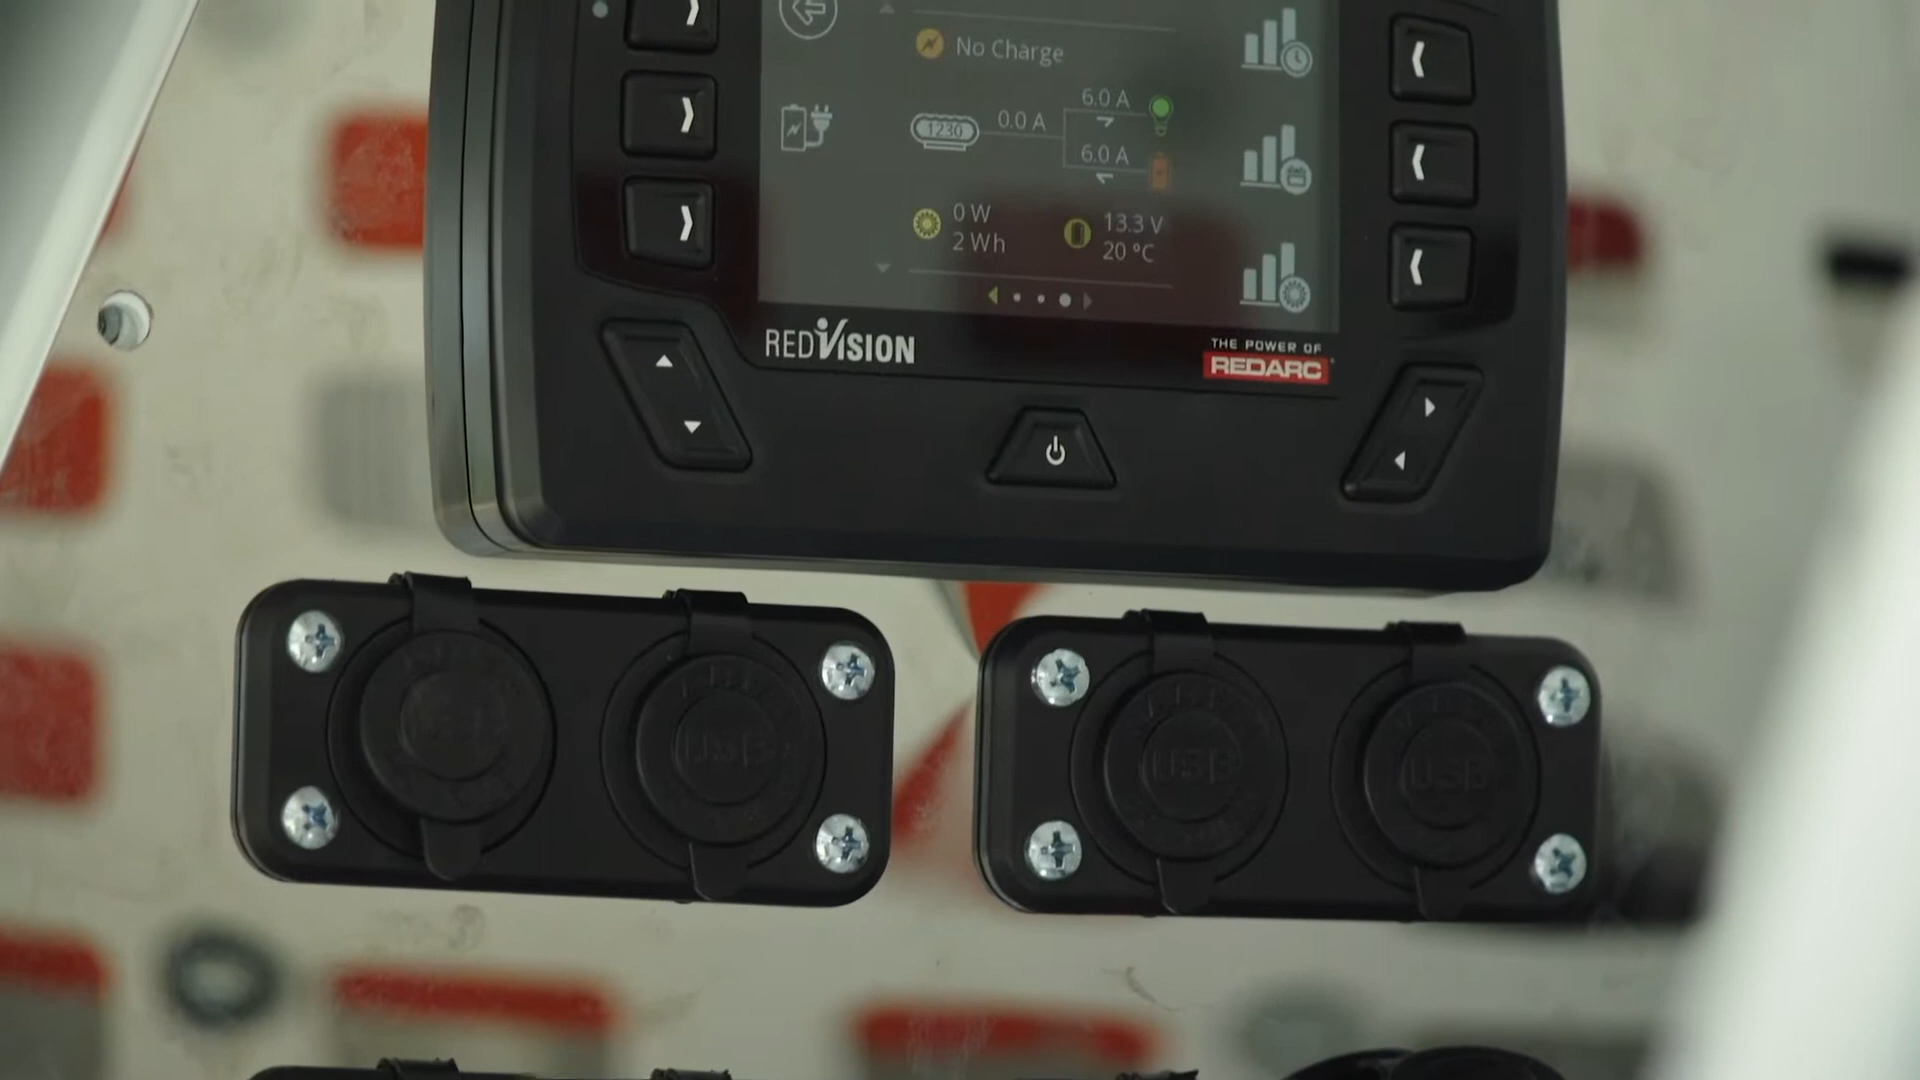 No Charge
6.0 A
1230
0.0 A
6.0 A
0 W
2 Wh
13.3 V
20 °C
REDVISION
THE POWER OF
REDARC
USB
USB
USB